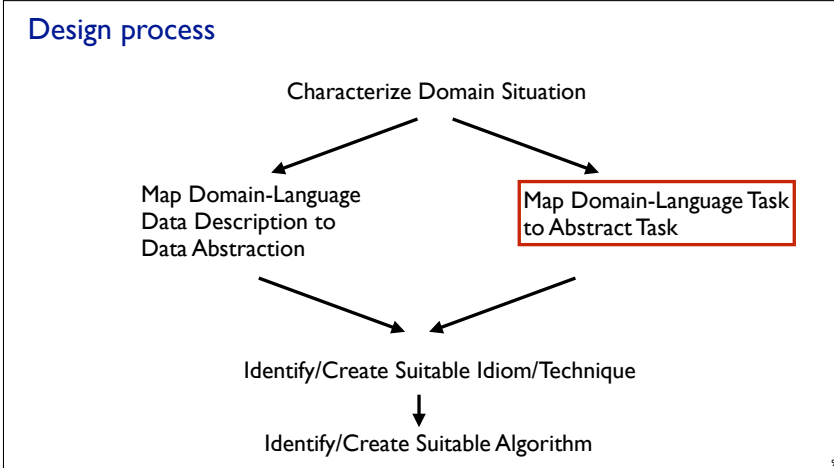 Design process
Characterize Domain Situation
Map Domain-Language
Data Description to
Data Abstraction
Map Domain-Language Task
to Abstract Task
Identify/Create Suitable Idiom/Technique
Identify/Create Suitable Algorithm